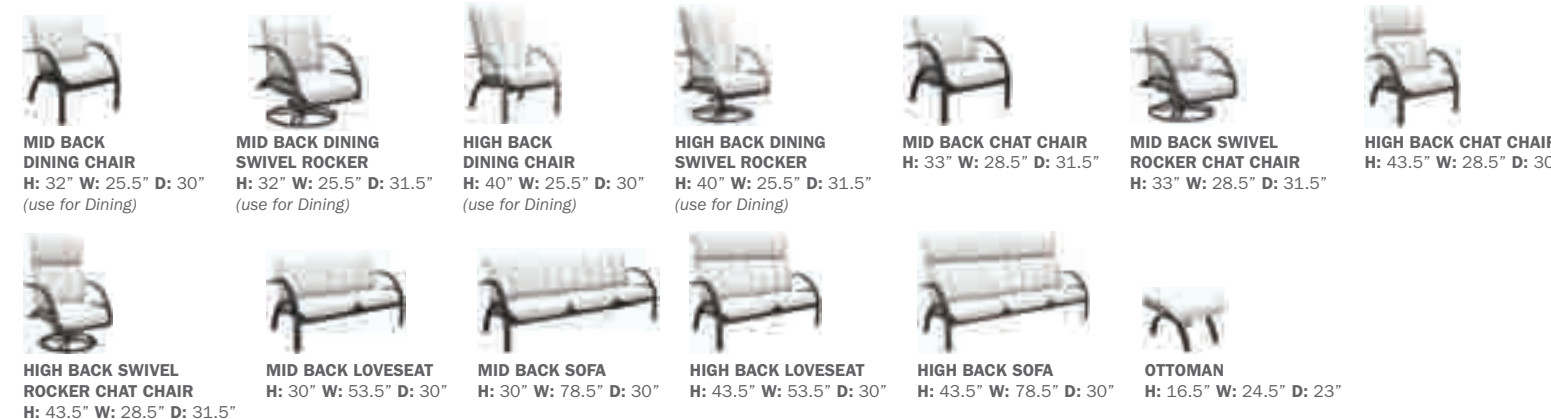 MID BACK
DINING CHAIR
H: 32” W: 25.5” D: 30”
(use for Dining)
MID BACK DINING
SWIVEL ROCKER
H: 32” W: 25.5” D: 31.5”
(use for Dining)
HIGH BACK
DINING CHAIR
H: 40” W: 25.5” D: 30”
(use for Dining)
HIGH BACK DINING
SWIVEL ROCKER
H: 40” W: 25.5” D: 31.5”
(use for Dining)
MID BACK CHAT CHAIR
H: 33” W: 28.5” D: 31.5”
MID BACK SWIVEL
ROCKER CHAT CHAIR
H: 33” W: 28.5” D: 31.5”
HIGH BACK CHAT CHAIR
H: 43.5” W: 28.5” D: 30
HIGH BACK SWIVEL
ROCKER CHAT CHAIR
H: 43.5” W: 28.5” D: 31.5”
MID BACK LOVESEAT
H: 30” W: 53.5” D: 30”
MID BACK SOFA
H: 30” W: 78.5” D: 30”
HIGH BACK LOVESEAT
H: 43.5” W: 53.5” D: 30”
HIGH BACK SOFA
H: 43.5” W: 78.5” D: 30”
OTTOMAN
H: 16.5” W: 24.5” D: 23”